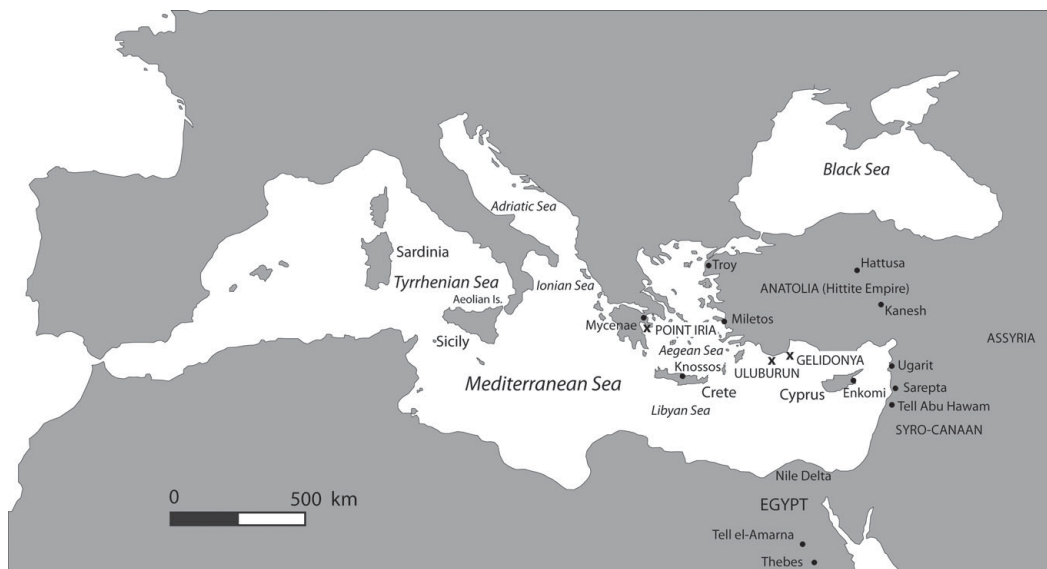 Black Sea
Adriatic Sea
Sardinia
Tyrrhenian Sea
Aeolian Is.
Ionian Sea
Sicily
Mediterranean Sea
Troy
Hattusa
ANATOLIA (Hittite Empire)
Kanesh
Mycenae
POINT IRIA
Miletos
ASSYRIA
Aegean Sea
Knossos
Crete
Libyan Sea
ULUBURUN
GELIDONYA
Cyprus
Enkomi
Ugarit
Sarepta
Tell Abu Hawam
SYRO-CANAAN
Nile Delta
EGYPT
Tell el-Amarna
Thebes
0 500 km
x
x
x